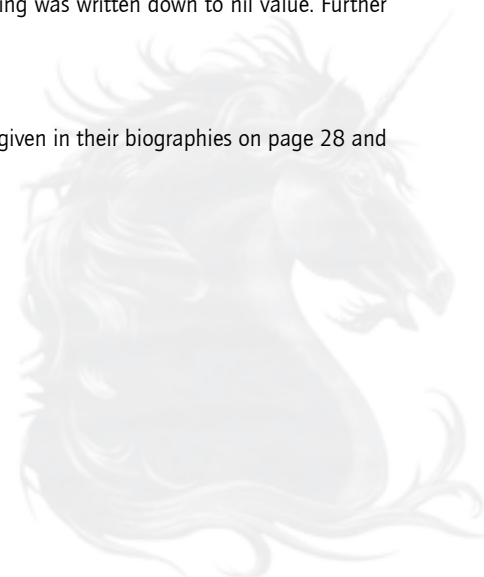 ing was written down to nil value. Further
given in their biographies on page 28 and